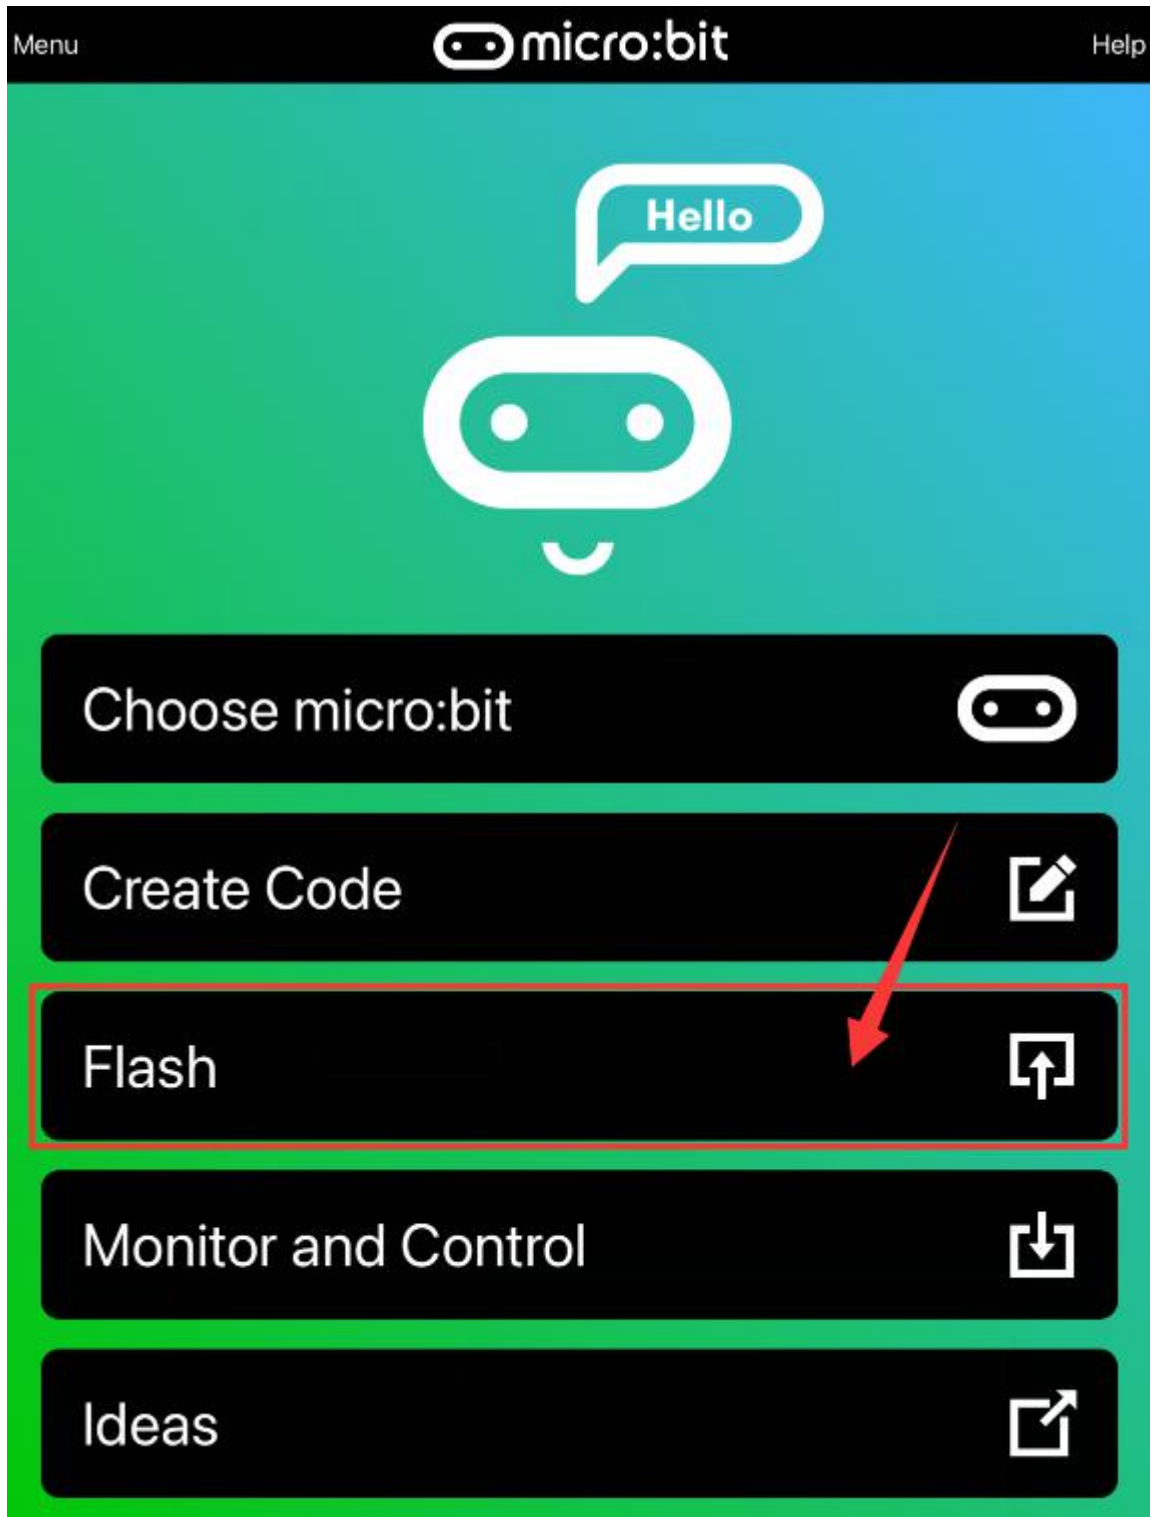 Menu
micro:bit
Help
Hello
Choose micro:bit
Create Code
Flash
Monitor and Control
Ideas